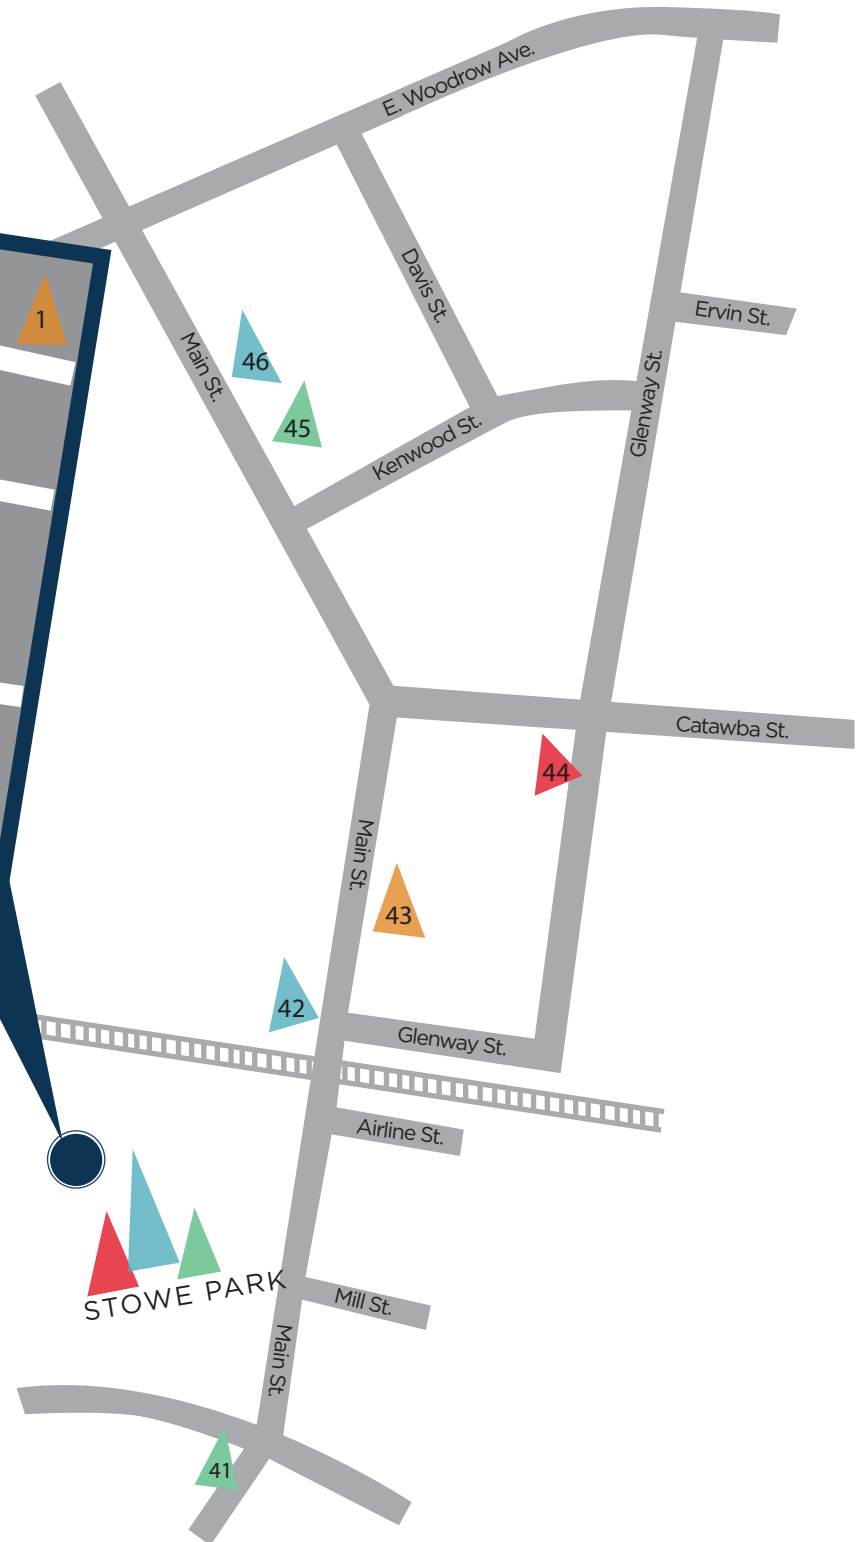 E. Woodrow Ave.
Davis St.
1
Ervin St.
Main St.
46
Glenway St.
45
Kenwood St.
Catawba St.
44
Main St.
43
42
Glenway St.
Airline St.
STOWE PARK
Mill St.
Main St.
41